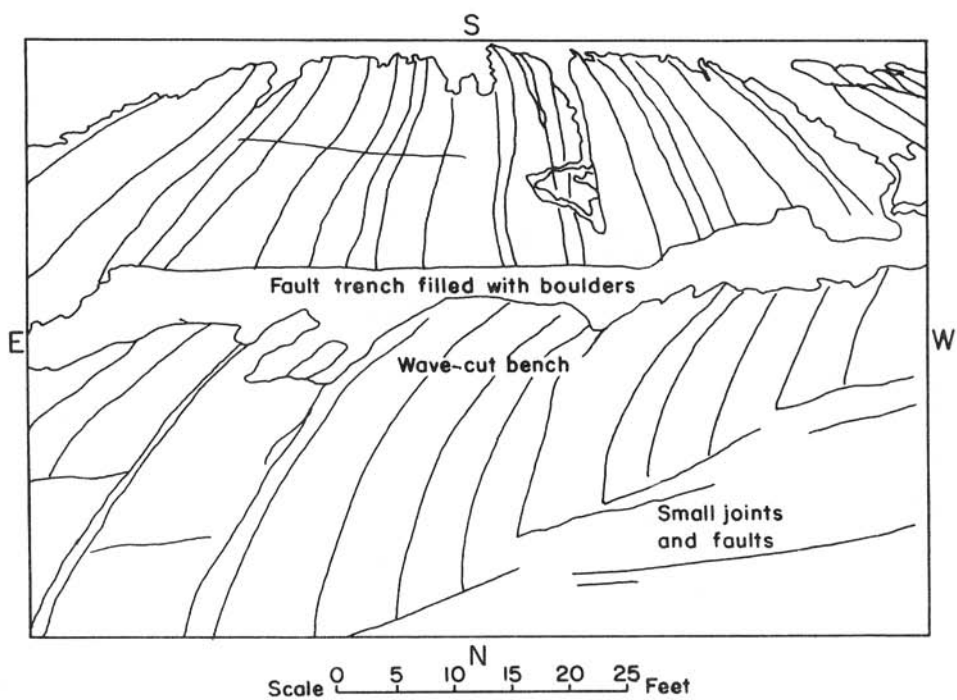 S
Fault trench filled with boulders
E
W
Wave-cut bench
Small joints
and faults
N
Scale 0 5 10 15 20 25 Feet